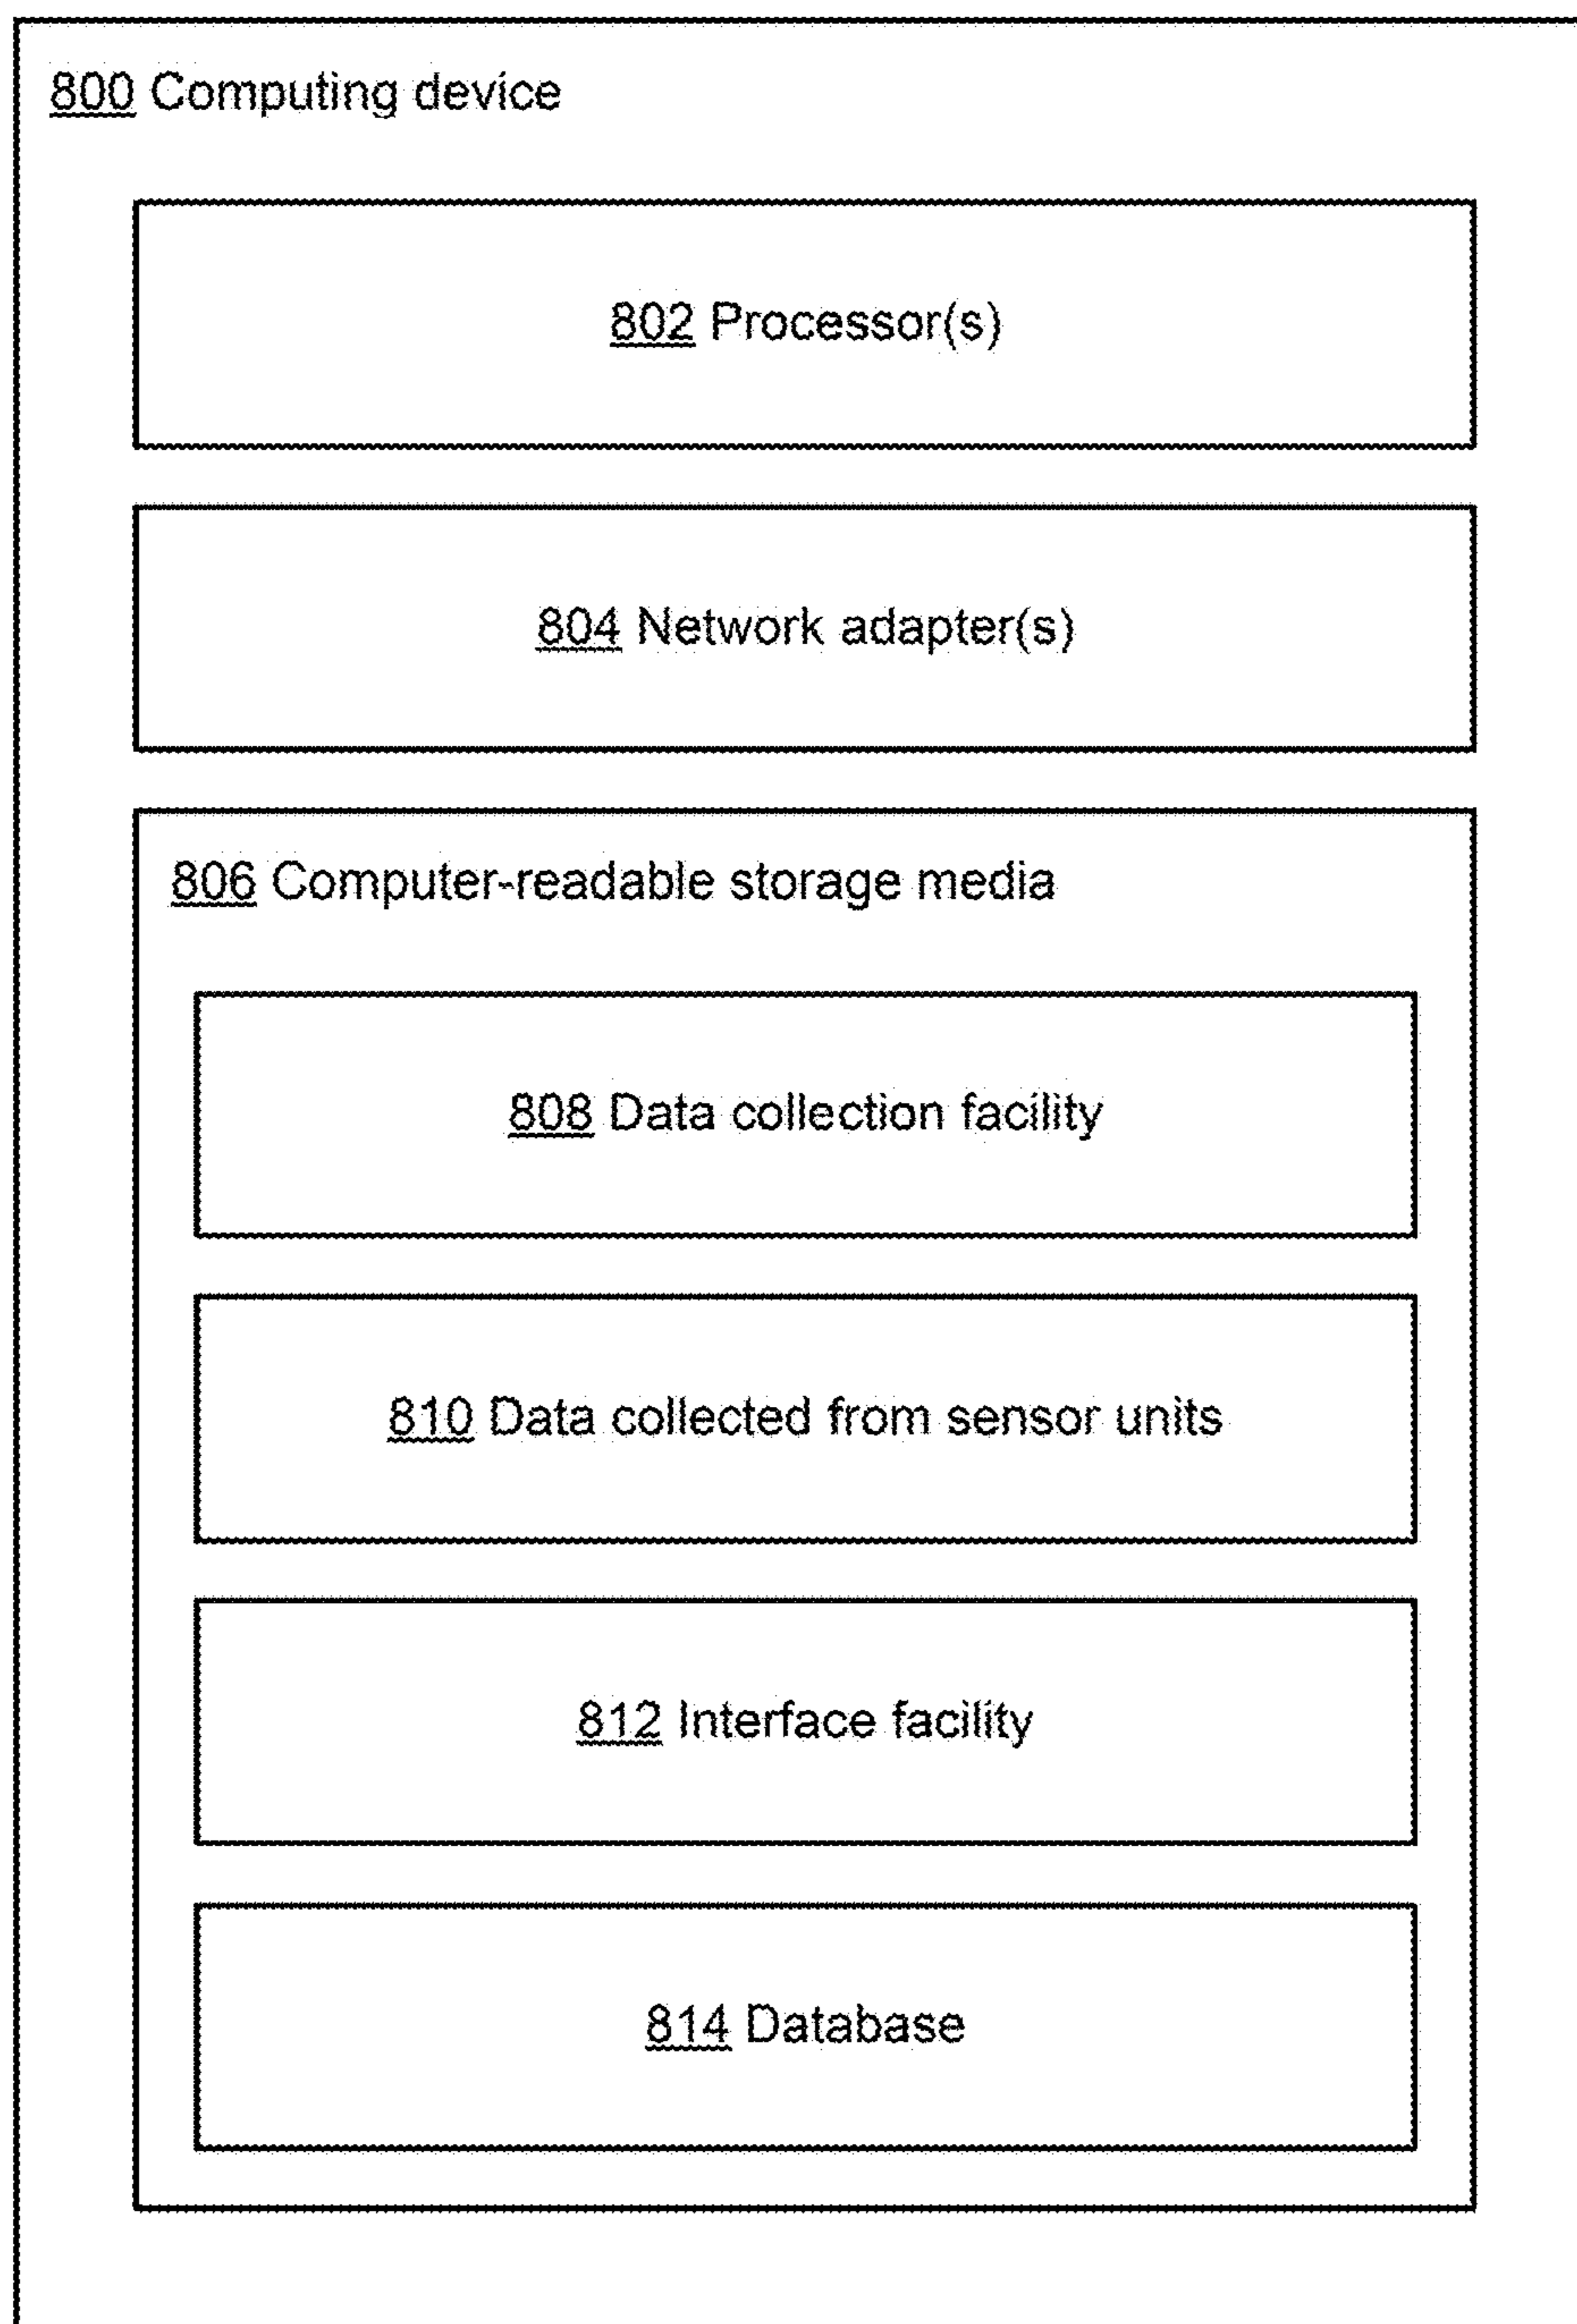 800 Computing device
802 Processor(s)
804 Network adapter(s)
806 Computer-readable storage media
808 Data collection facility
810 Data collected from sensor units
812 Interface facility
814 Database